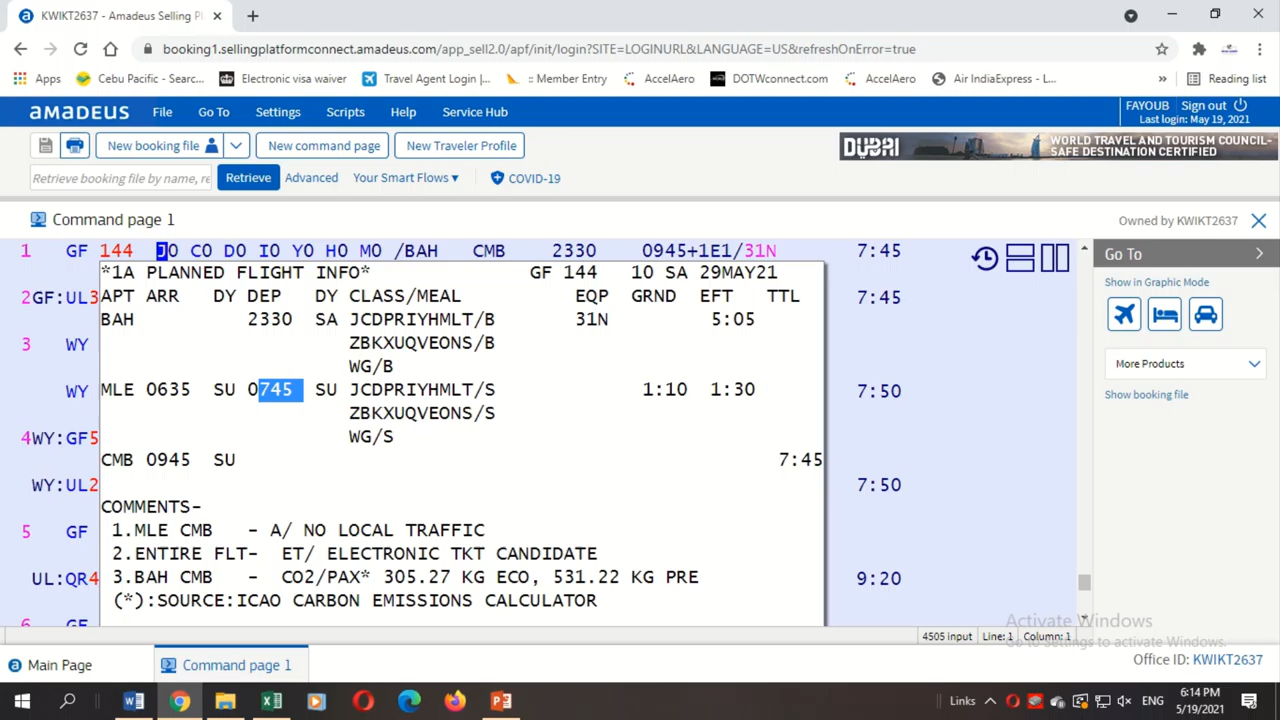 KWIKT2637 - Amadeus Selling Pl
booking1.sellingplatformconnect.amadeus.com/app_sell2.0/apf/init/login?SITE=LOGINURL&LANGUAGE=US&refreshOnError=true
Apps Cebu Pacific - Searc... Electronic visa waiver Travel Agent Login |... :: Member Entry AccelAero DOTWconnect.com AccelAero Air IndiaExpress - L... » Reading list
amadeus File Go To Settings Scripts Help Service Hub FAYOUB Sign out
Last login: May 19, 2021
New booking file New command page New Traveler Profile DUBAI WORLD TRAVEL AND TOURISM COUNCIL-
SAFE DESTINATION CERTIFIED
Retrieve booking file by name, re Retrieve Advanced Your Smart Flows COVID-19
Command page 1 Owned by KWIKT2637
1 GF 144 J0 C0 D0 I0 Y0 H0 M0 /BAH CMB 2330 0945+1E1/31N 7:45
*1A PLANNED FLIGHT INFO* GF 144 10 SA 29MAY21
2GF:UL3 APT ARR DY DEP DY CLASS/MEAL EQP GRND EFT TTL 7:45
BAH 2330 SA JCDPRIYHMLT/B 31N 5:05
3 WY ZBKXUQVEONS/B
WG/B
WY MLE 0635 SU 0745 SU JCDPRIYHMLT/S 1:10 1:30 7:50
ZBKXUQVEONS/S
4WY:GF5 WG/S
CMB 0945 SU 7:45
WY:UL2 7:50
COMMENTS-
5 GF 1.MLE CMB - A/ NO LOCAL TRAFFIC
2.ENTIRE FLT- ET/ ELECTRONIC TKT CANDIDATE
UL:QR4 3.BAH CMB - CO2/PAX* 305.27 KG ECO, 531.22 KG PRE 9:20
(*):SOURCE:ICAO CARBON EMISSIONS CALCULATOR
6 GF
Go To
Show in Graphic Mode
More Products
Show booking file
Activate Windows
Go to Settings to activate Windows.
4505 input Line: 1 Column: 1
Main Page Command page 1 Office ID: KWIKT2637
Links ENG 6:14 PM
5/19/2021